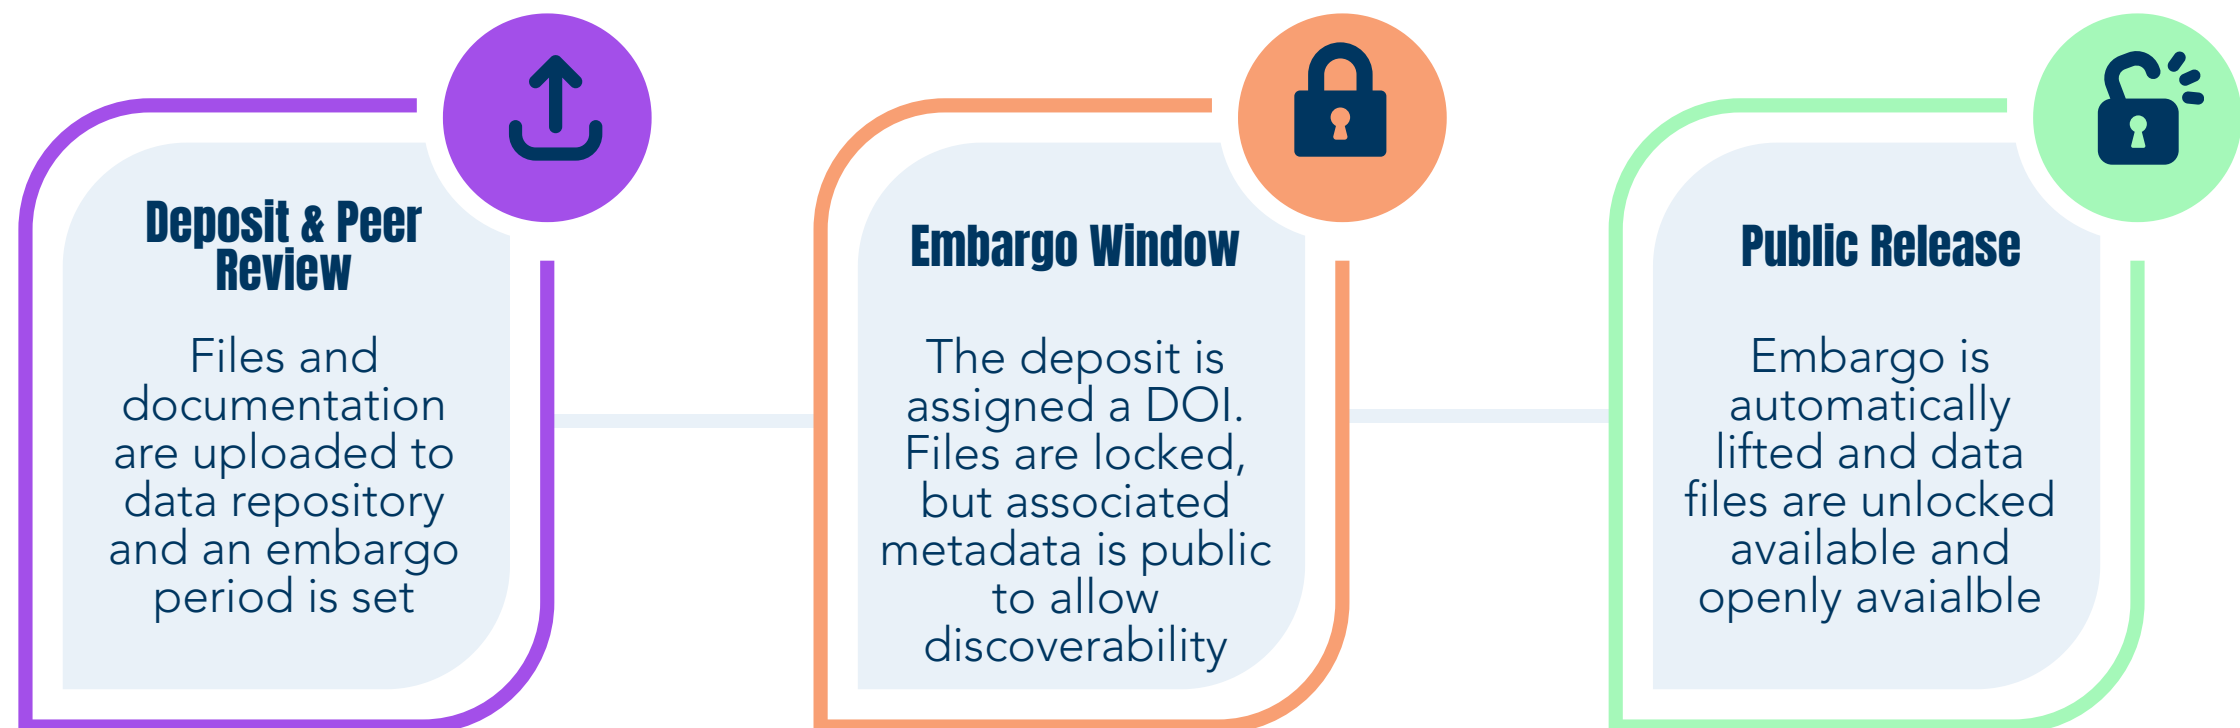 Deposit & Peer
Review
Files and
documentation
are uploaded to
data repository
and an embargo
period is set
Embargo Window
The deposit is
assigned a DOI.
Files are locked,
but associated
metadata is public
to allow
discoverability
Public Release
Embargo is
automatically
lifted and data
files are unlocked
available and
openly avaialble